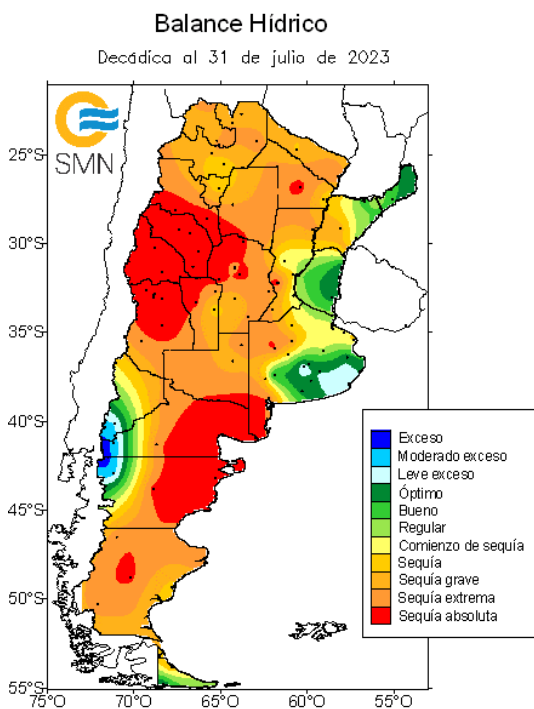 Balance Hídrico
Decádica al 31 de julio de 2023
SMN
25°S
30°S
35°S
40°S
45°S
50°S
55°S
75°O
70°O
65°O
60°O
55°O
Exceso
Moderado exceso
Leve exceso
Óptimo
Bueno
Regular
Comienzo de sequía
Sequía
Sequía grave
Sequía extrema
Sequía absoluta